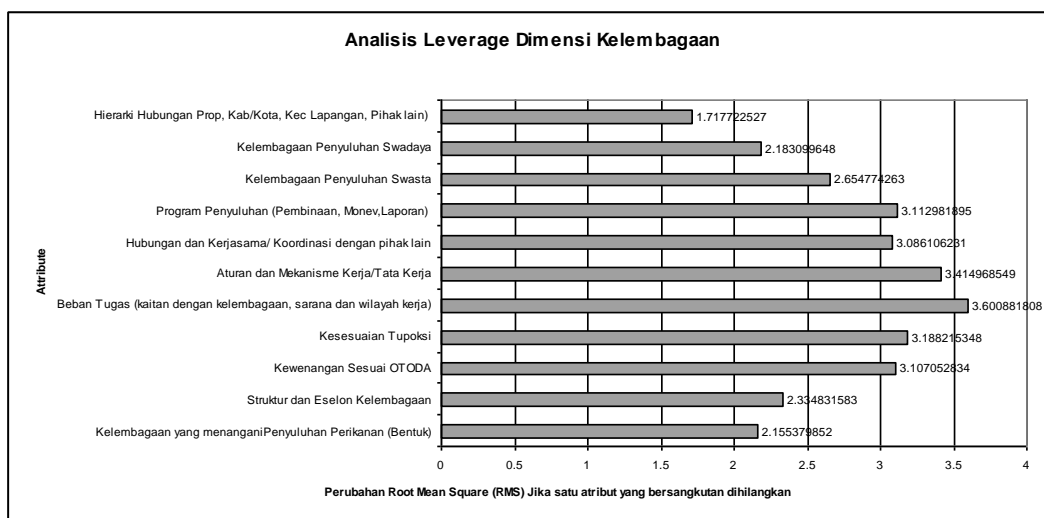 Analisis Leverage Dimensi Kelembagaan
Hierarki Hubungan Prop, Kab/Kota, Kec Lapangan, Pihak lain)
1.717722527
Kelembagaan Penyuluhan Swadaya
2.183099648
Kelembagaan Penyuluhan Swasta
2.654774263
Program Penyuluhan (Pembinaan, Monev,Laporan)
3.112981895
Hubungan dan Kerjasama/ Koordinasi dengan pihak lain
3.086106231
Aturan dan Mekanisme Kerja/Tata Kerja
3.414968549
Beban Tugas (kaitan dengan kelembagaan, sarana dan wilayah kerja)
3.600881808
Kesesuaian Tupoksi
3.188215348
Kewenangan Sesuai OTODA
3.107052834
Struktur dan Eselon Kelembagaan
2.334831583
Kelembagaan yang menanganiPenyuluhan Perikanan (Bentuk)
2.155379852
Attribute
0 0.5 1 1.5 2 2.5 3 3.5 4
Perubahan Root Mean Square (RMS) Jika satu atribut yang bersangkutan dihilangkan